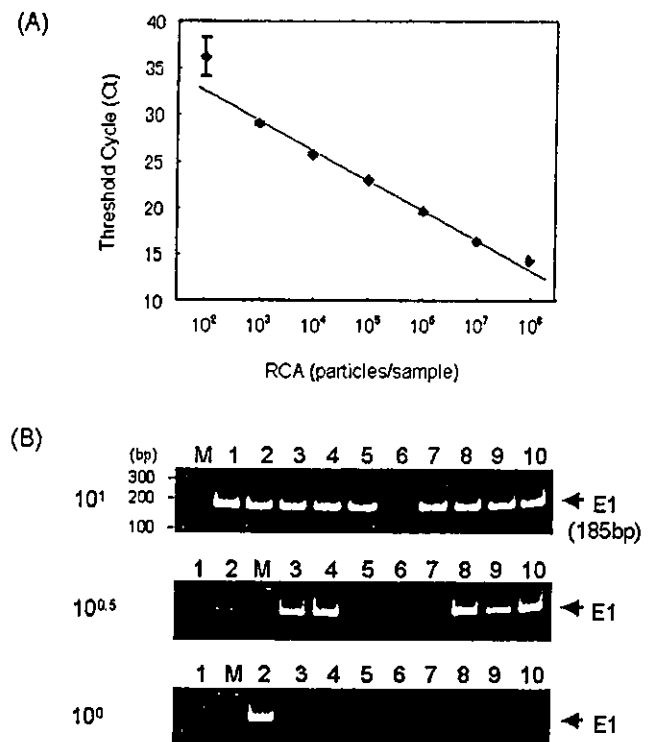 (A)
Threshold Cycle (Ct)
40
35
30
25
20
15
10
10² 10³ 10⁴ 10⁵ 10⁶ 10⁷ 10⁸
RCA (particles/sample)
(B)
(bp) M 1 2 3 4 5 6 7 8 9 10
300
10¹ 200 E1
100 (185bp)
1 2 M 3 4 5 6 7 8 9 10
10⁰·⁵ E1
1 M 2 3 4 5 6 7 8 9 10
10⁰ E1